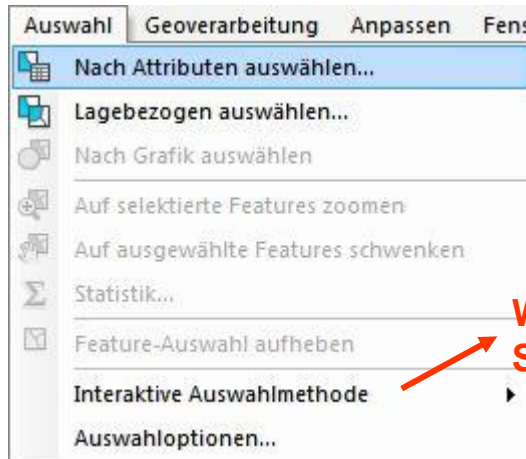 Auswahl Geoverarbeitung Anpassen
Nach Attributen auswählen...
Lagebezogen auswählen...
Nach Grafik auswählen
Auf selektierte Features zoomen
Auf ausgewählte Features schwenken
Statistik...
Feature-Auswahl aufheben
Interaktive Auswahlmethode
Auswahloptionen...